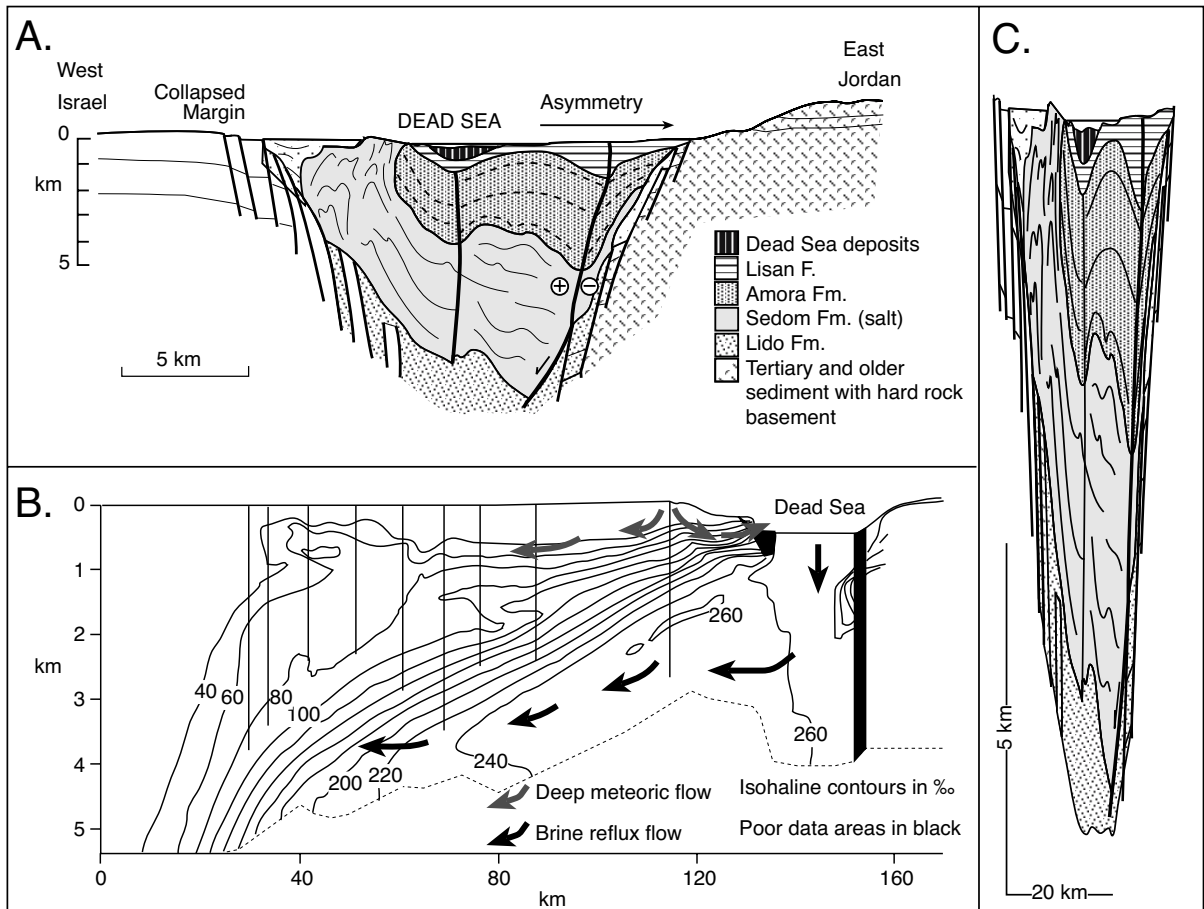 A.
West
Israel
Collapsed
Margin
DEAD SEA
Asymmetry
East
Jordan
0
km
5
5 km
+
−
Dead Sea deposits
Lisan F.
Amora Fm.
Sedom Fm. (salt)
Lido Fm.
Tertiary and older
sediment with hard rock
basement
B.
0
1
2
km
3
4
5
Dead Sea
40
60
80
100
200
220
240
260
260
Deep meteoric flow
Brine reflux flow
Isohaline contours in ‰
Poor data areas in black
0
40
80
120
160
km
C.
5 km
20 km